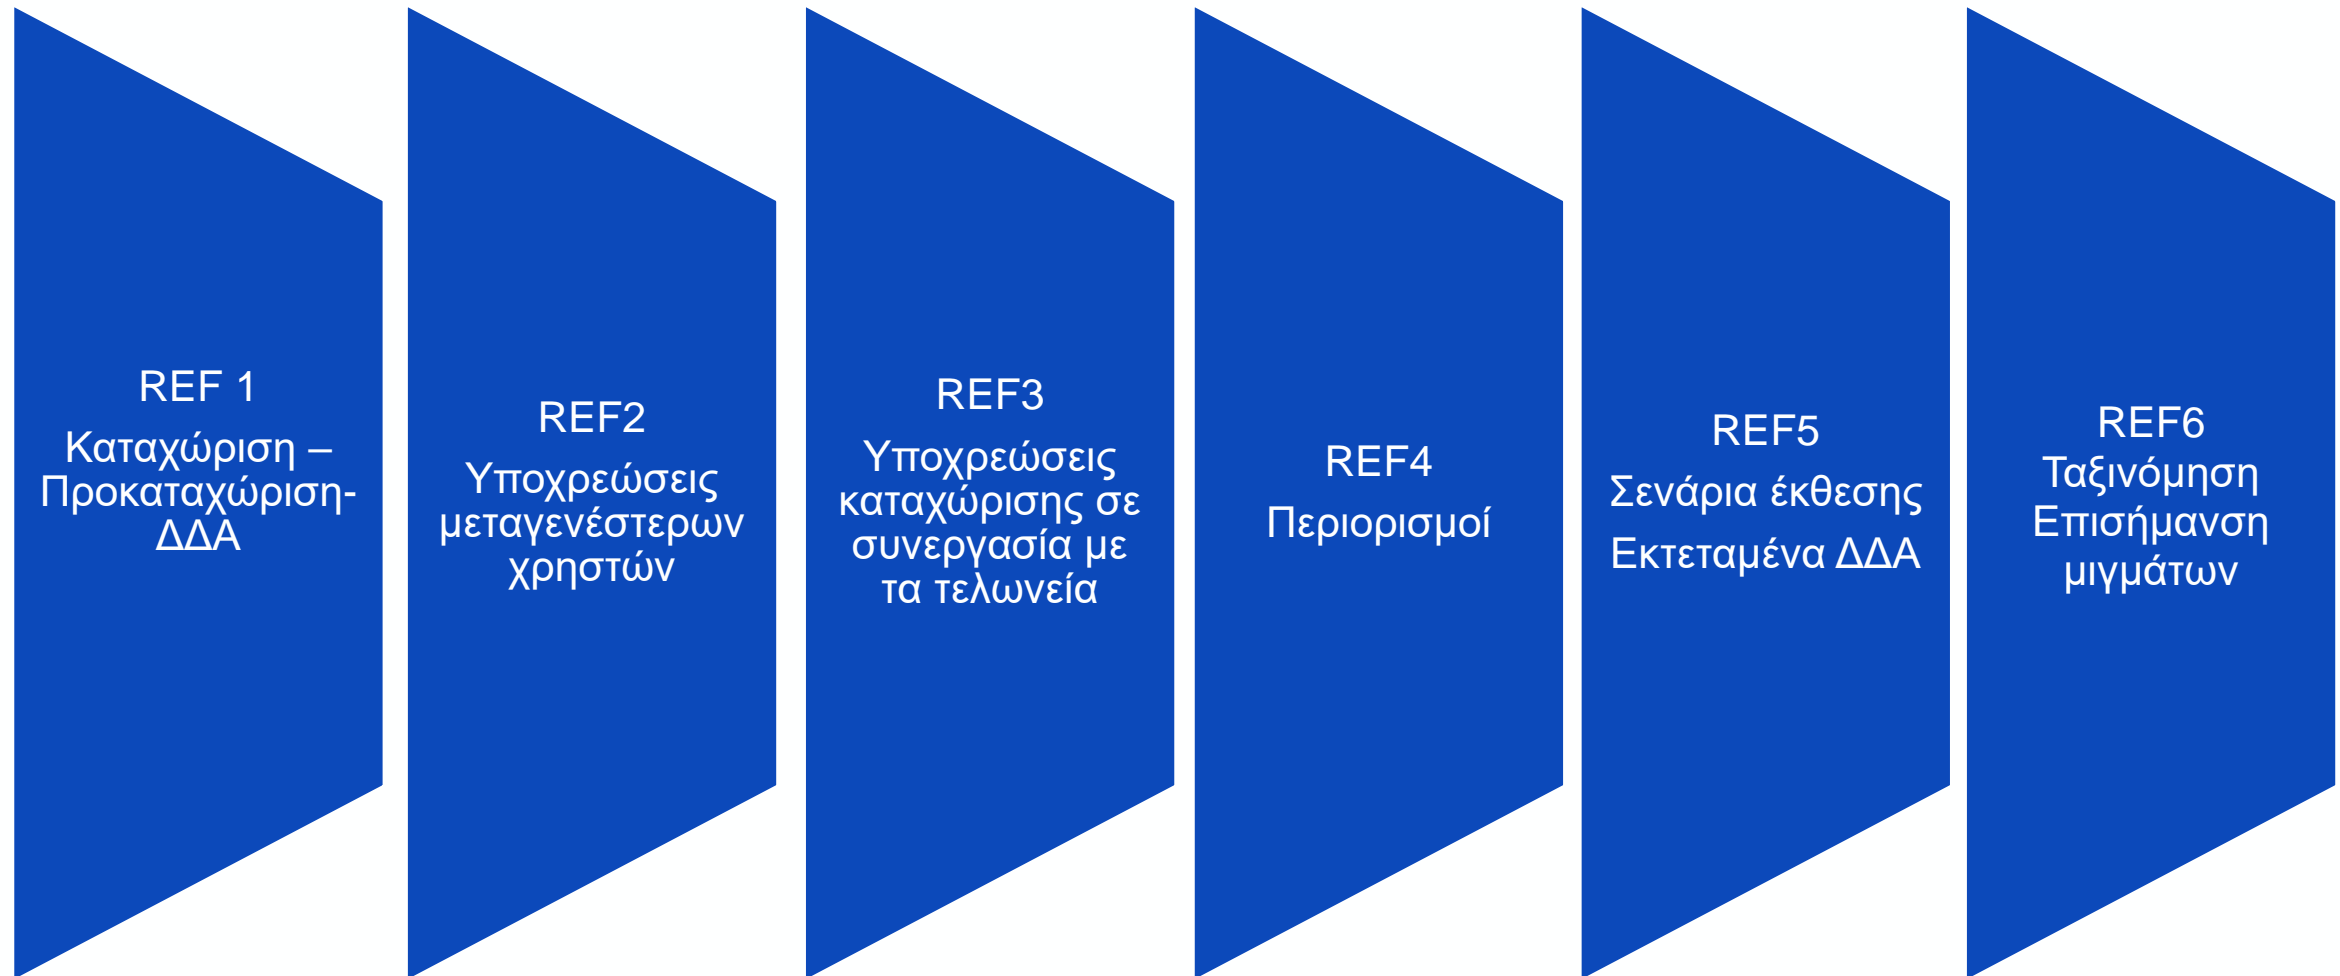 REF 1
Καταχώριση –
Προκαταχώριση-
ΔΔΑ
REF2
Υποχρεώσεις
μεταγενέστερων
χρηστών
REF3
Υποχρεώσεις
καταχώρισης σε
συνεργασία με
τα τελωνεία
REF4
Περιορισμοί
REF5
Σενάρια έκθεσης
Εκτεταμένα ΔΔΑ
REF6
Ταξινόμηση
Επισήμανση
μιγμάτων